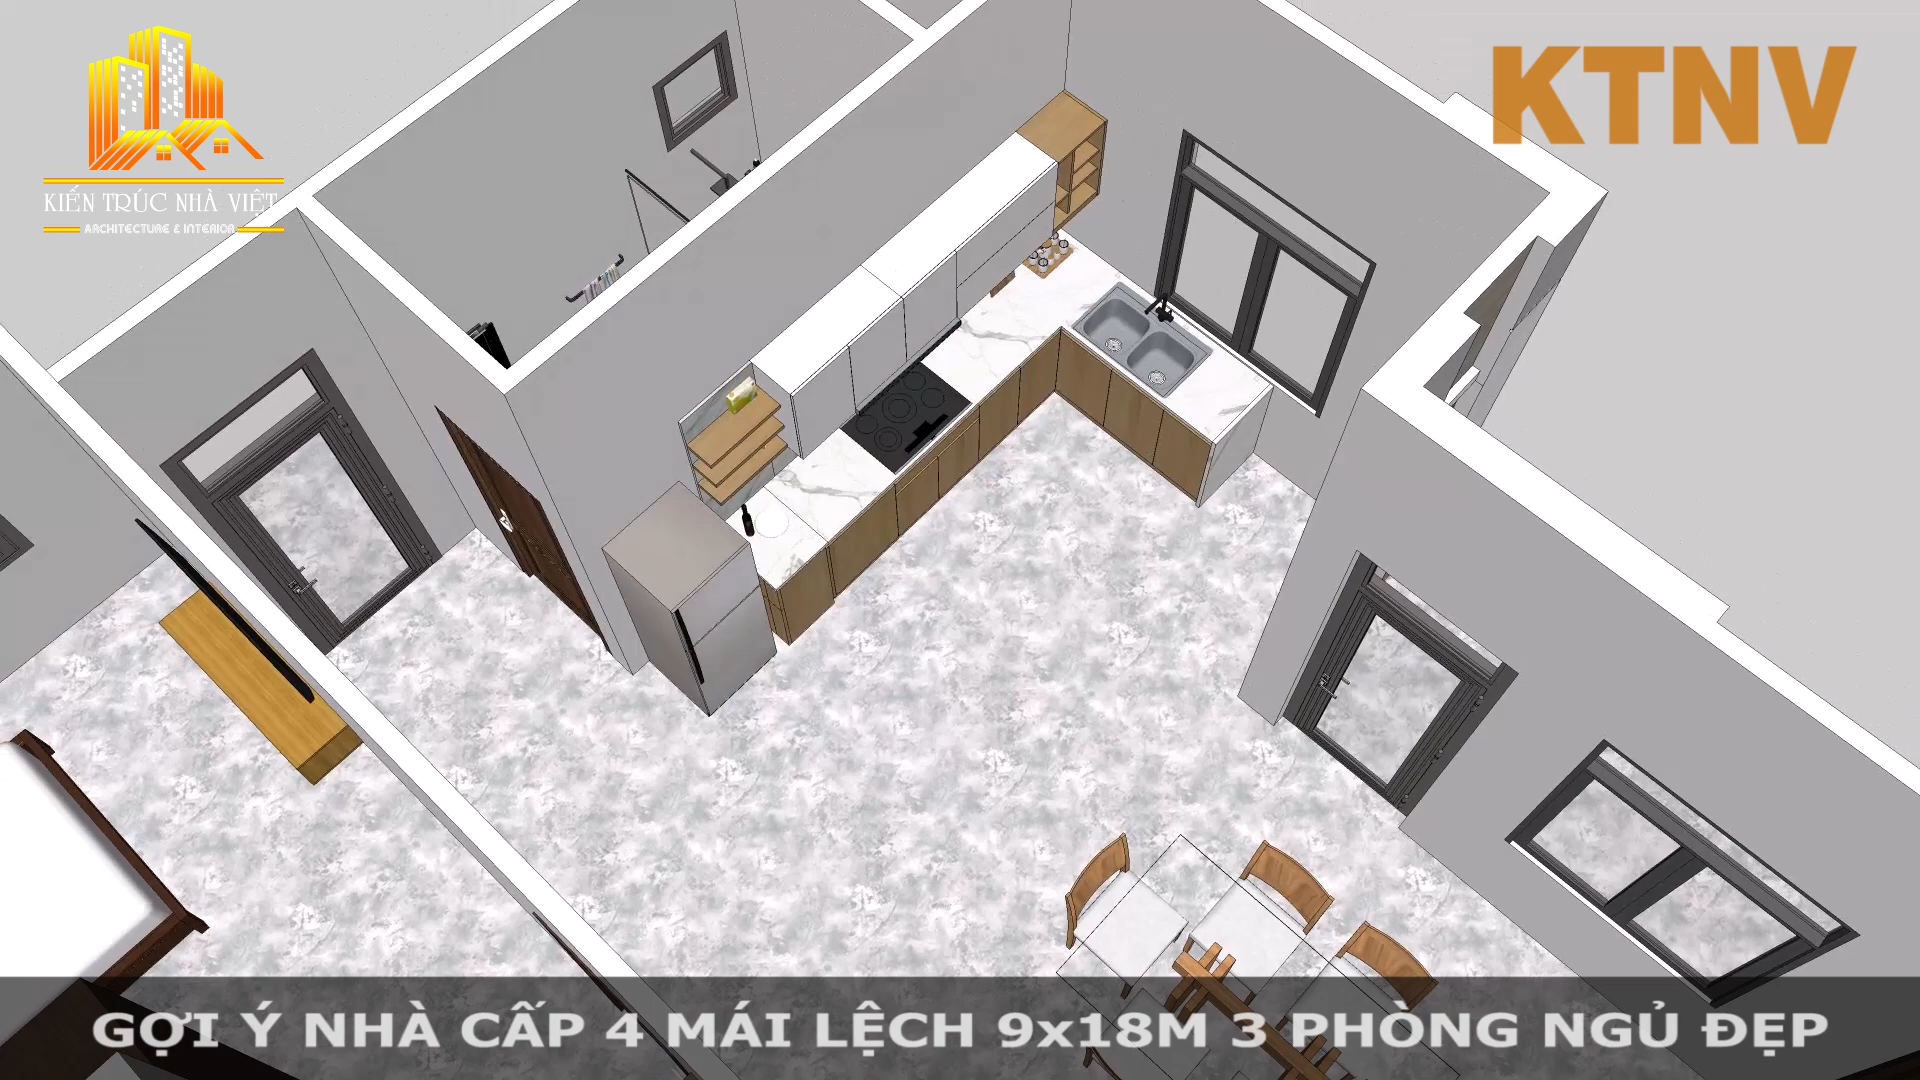 KIẾN TRÚC NHÀ VIỆT
ARCHITECTURE & INTERIOR
KTNV
GỢI Ý NHÀ CẤP 4 MÁI LỆCH 9x18M 3 PHÒNG NGỦ ĐẸP